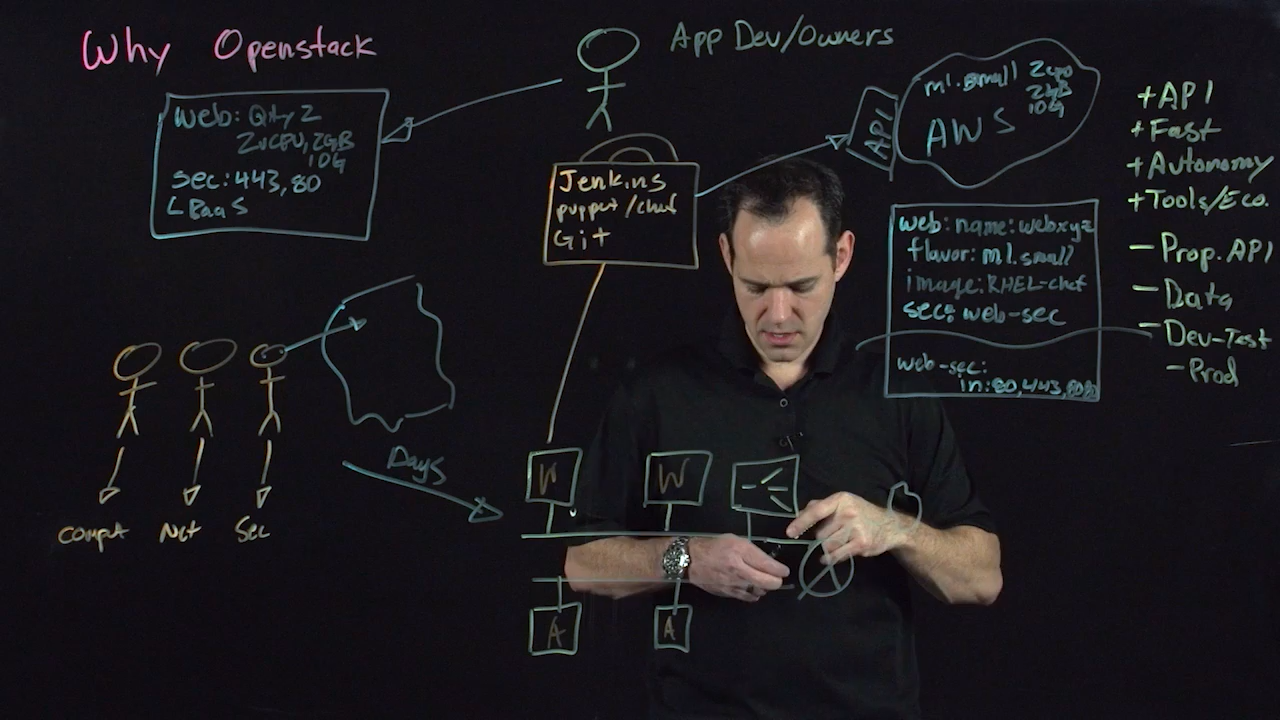 Why Openstack
App Dev/Owners
web: Qty 2
2vCPU, 2GB
10G
sec: 443, 80
LBaaS
Jenkins
puppet/chef
Git
API
m1.small 2cpu
2GB
10G
AWS
+ API
+ Fast
+ Autonomy
+ Tools/Eco.
- Prop. API
- Data
- Dev-Test
- Prod
web: name: webxyz
flavor: m1.small
image: RHEL-chef
sec: web-sec
web-sec:
in: 80,443,8080
Days
comput Net Sec
W W
A A